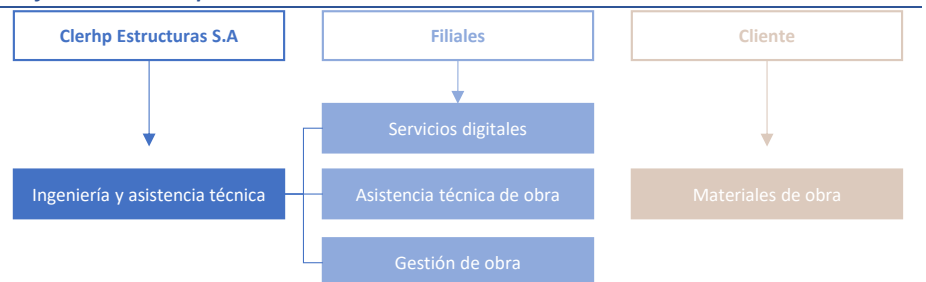 Clerhp Estructuras S.A
Filiales
Cliente
Servicios digitales
Ingeniería y asistencia técnica
Asistencia técnica de obra
Materiales de obra
Gestión de obra